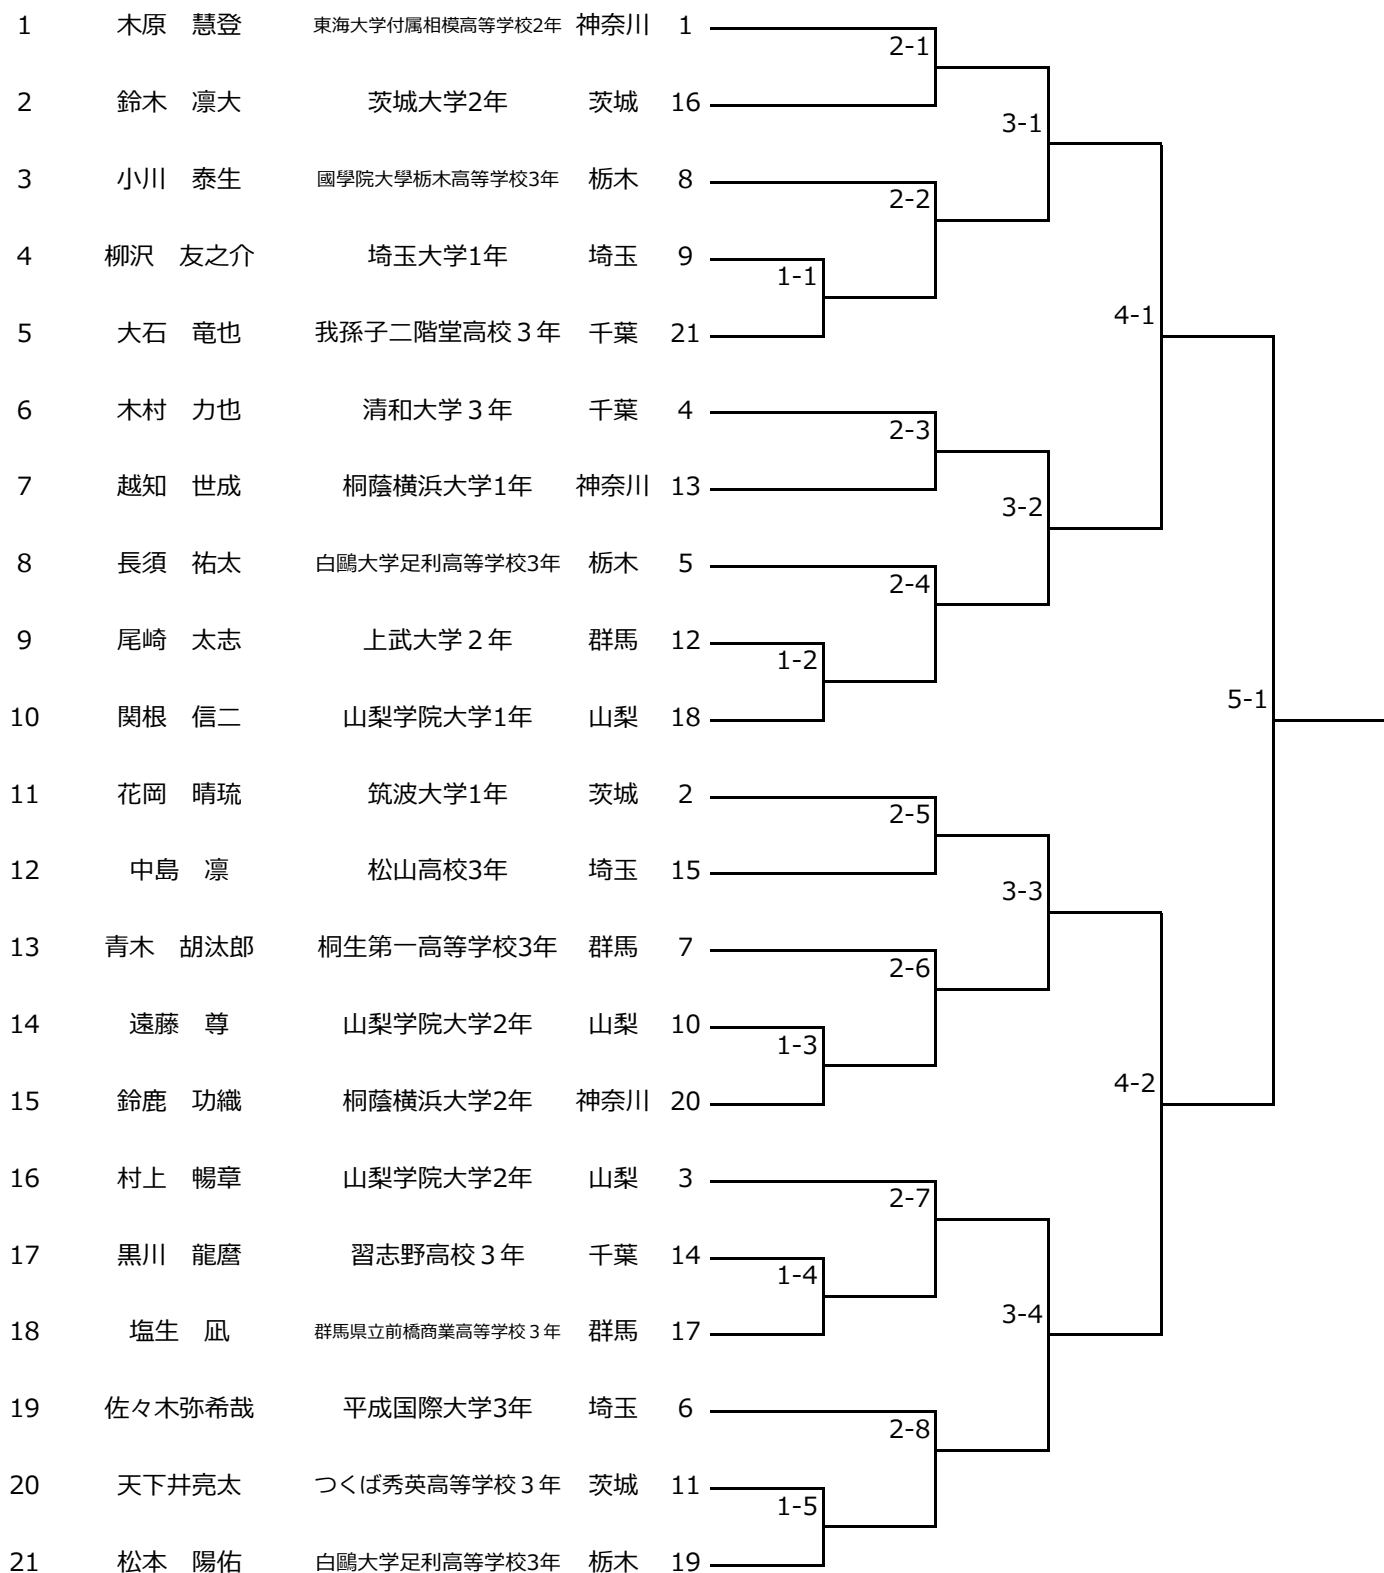 1 木原　慧登 東海大学付属相模高等学校2年 神奈川 1
2-1
2 鈴木　凛大 茨城大学2年 茨城 16
3-1
3 小川　泰生 國學院大學栃木高等学校3年 栃木 8
2-2
4 柳沢　友之介 埼玉大学1年 埼玉 9
1-1
4-1
5 大石　竜也 我孫子二階堂高校３年 千葉 21
6 木村　力也 清和大学３年 千葉 4
2-3
7 越知　世成 桐蔭横浜大学1年 神奈川 13
3-2
8 長須　祐太 白鷗大学足利高等学校3年 栃木 5
2-4
9 尾崎　太志 上武大学２年 群馬 12
1-2
5-1
10 関根　信二 山梨学院大学1年 山梨 18
11 花岡　晴琉 筑波大学1年 茨城 2
2-5
12 中島　凛 松山高校3年 埼玉 15
3-3
13 青木　胡汰郎 桐生第一高等学校3年 群馬 7
2-6
14 遠藤　尊 山梨学院大学2年 山梨 10
1-3
4-2
15 鈴鹿　功織 桐蔭横浜大学2年 神奈川 20
16 村上　暢章 山梨学院大学2年 山梨 3
2-7
17 黒川　龍麿 習志野高校３年 千葉 14
1-4
3-4
18 塩生　凪 群馬県立前橋商業高等学校３年 群馬 17
19 佐々木弥希哉 平成国際大学3年 埼玉 6
2-8
20 天下井亮太 つくば秀英高等学校３年 茨城 11
1-5
21 松本　陽佑 白鷗大学足利高等学校3年 栃木 19